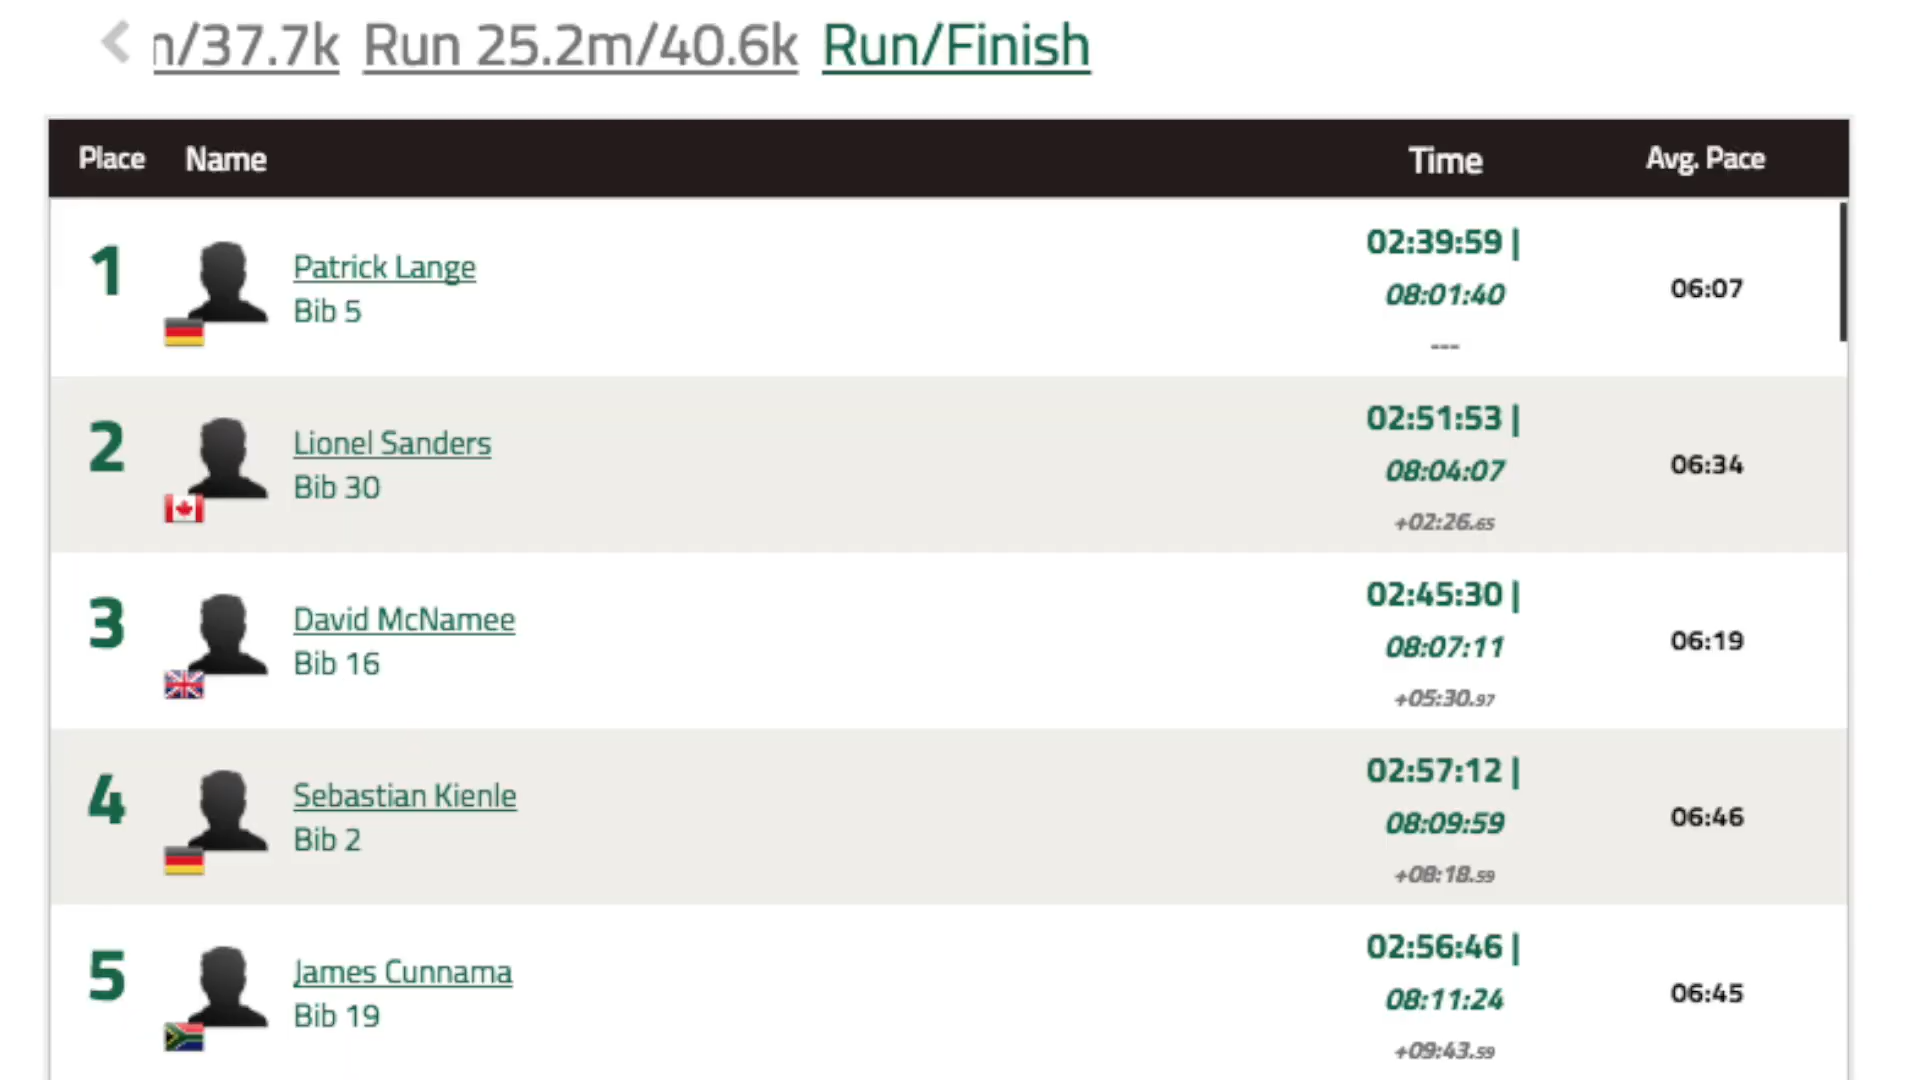 n/37.7k Run 25.2m/40.6k Run/Finish
Place Name Time Avg. Pace
1 Patrick Lange
Bib 5
02:39:59 |
08:01:40
---
06:07
2 Lionel Sanders
Bib 30
02:51:53 |
08:04:07
+02:26.65
06:34
3 David McNamee
Bib 16
02:45:30 |
08:07:11
+05:30.97
06:19
4 Sebastian Kienle
Bib 2
02:57:12 |
08:09:59
+08:18.59
06:46
5 James Cunnama
Bib 19
02:56:46 |
08:11:24
+09:43.59
06:45